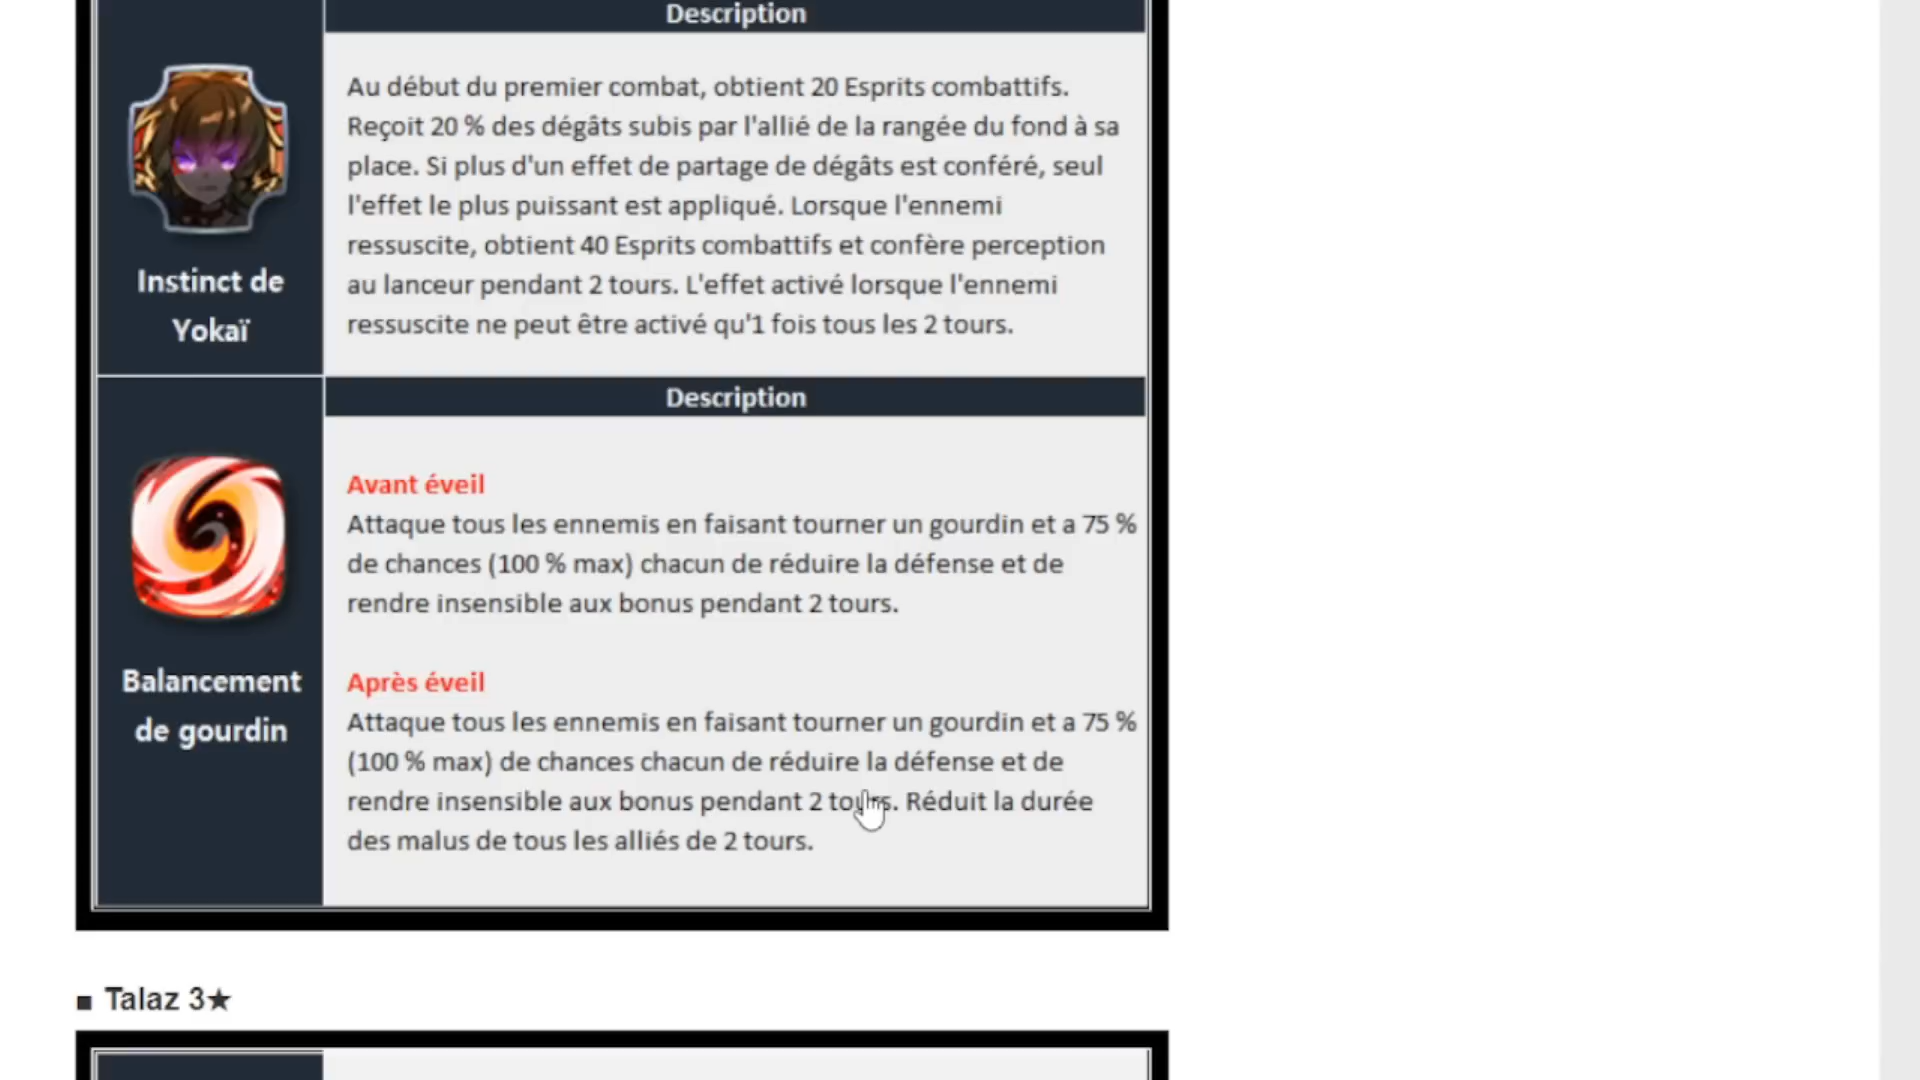 Description
Au début du premier combat, obtient 20 Esprits combattifs.
Reçoit 20 % des dégâts subis par l'allié de la rangée du fond à sa
place. Si plus d'un effet de partage de dégâts est conféré, seul
l'effet le plus puissant est appliqué. Lorsque l'ennemi
ressuscite, obtient 40 Esprits combattifs et confère perception
au lanceur pendant 2 tours. L'effet activé lorsque l'ennemi
ressuscite ne peut être activé qu'1 fois tous les 2 tours.
Instinct de
Yokaï
Description
Avant éveil
Attaque tous les ennemis en faisant tourner un gourdin et a 75 %
de chances (100 % max) chacun de réduire la défense et de
rendre insensible aux bonus pendant 2 tours.
Balancement
de gourdin
Après éveil
Attaque tous les ennemis en faisant tourner un gourdin et a 75 %
(100 % max) de chances chacun de réduire la défense et de
rendre insensible aux bonus pendant 2 tours. Réduit la durée
des malus de tous les alliés de 2 tours.
■ Talaz 3★